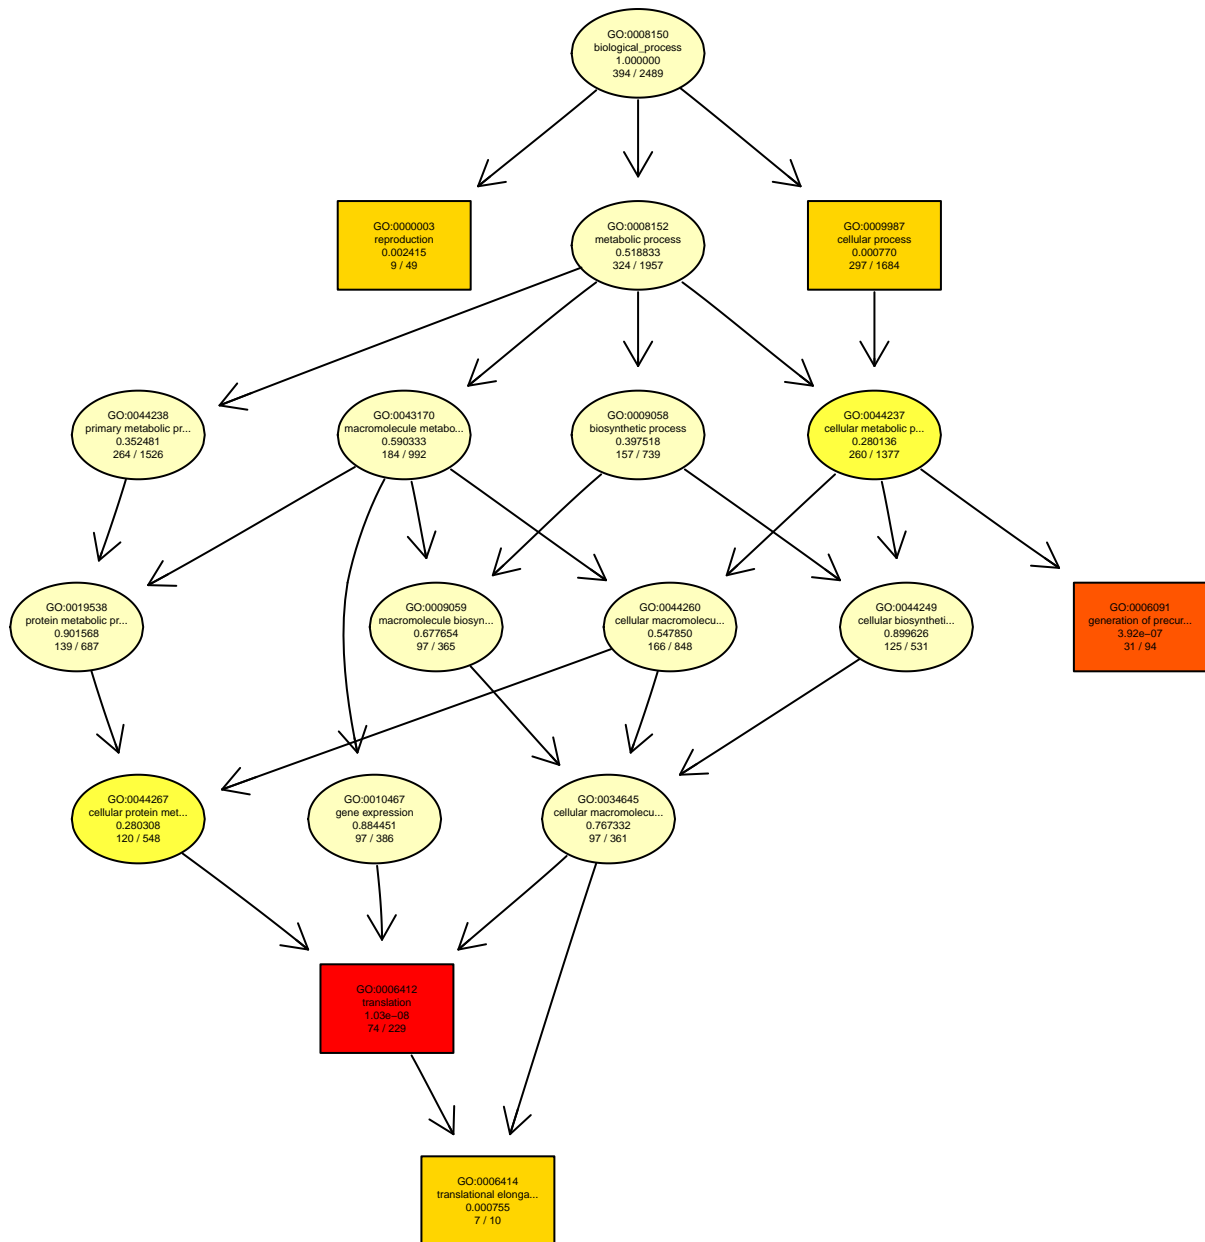 GO:0008150
biological_process
1.000000
394 / 2489
GO:0000003
reproduction
0.002415
9 / 49
GO:0008152
metabolic process
0.518833
324 / 1957
GO:0009987
cellular process
0.000770
297 / 1684
GO:0044238
primary metabolic pr...
0.352481
264 / 1526
GO:0043170
macromolecule metabo...
0.590333
184 / 992
GO:0009058
biosynthetic process
0.397518
157 / 739
GO:0044237
cellular metabolic p...
0.280136
260 / 1377
GO:0019538
protein metabolic pr...
0.901568
139 / 687
GO:0009059
macromolecule biosyn...
0.677654
97 / 365
GO:0044260
cellular macromolecu...
0.547850
166 / 848
GO:0044249
cellular biosyntheti...
0.899626
125 / 531
GO:0006091
generation of precur...
3.92e−07
31 / 94
GO:0044267
cellular protein met...
0.280308
120 / 548
GO:0010467
gene expression
0.884451
97 / 386
GO:0034645
cellular macromolecu...
0.767332
97 / 361
GO:0006412
translation
1.03e−08
74 / 229
GO:0006414
translational elonga...
0.000755
7 / 10